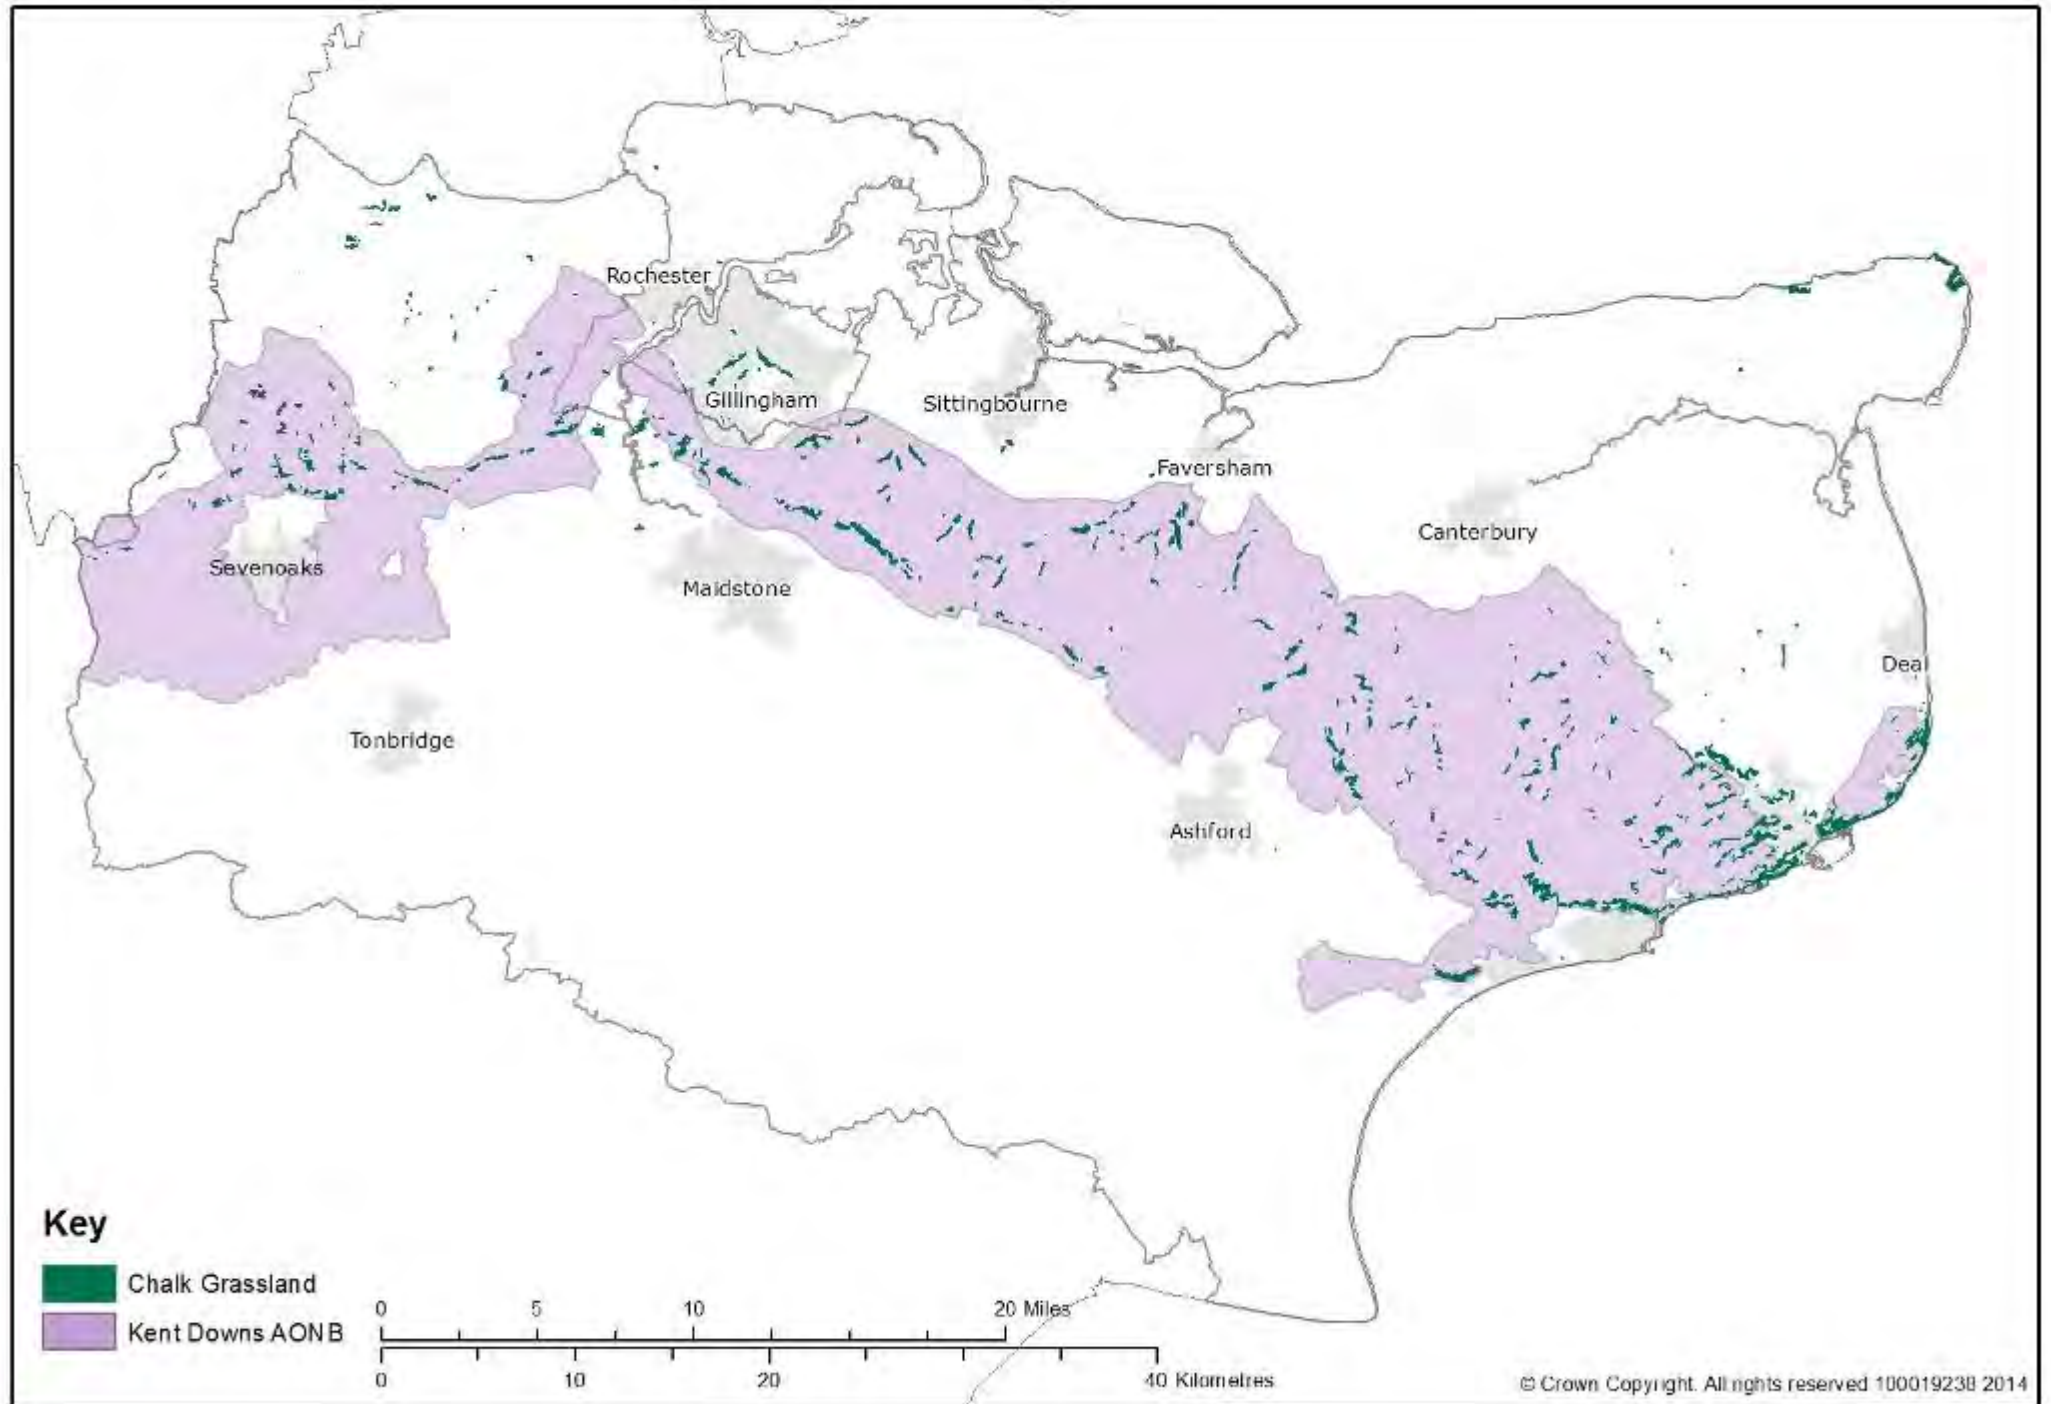 Rochester
Gillingham
Sittingbourne
Faversham
Canterbury
Sevenoaks
Maidstone
Dea
Tonbridge
Ashford
Key
Chalk Grassland
Kent Downs AONB
0 5 10 20 Miles
0 10 20 40 Kilometres
© Crown Copyright. All rights reserved 100019238 2014